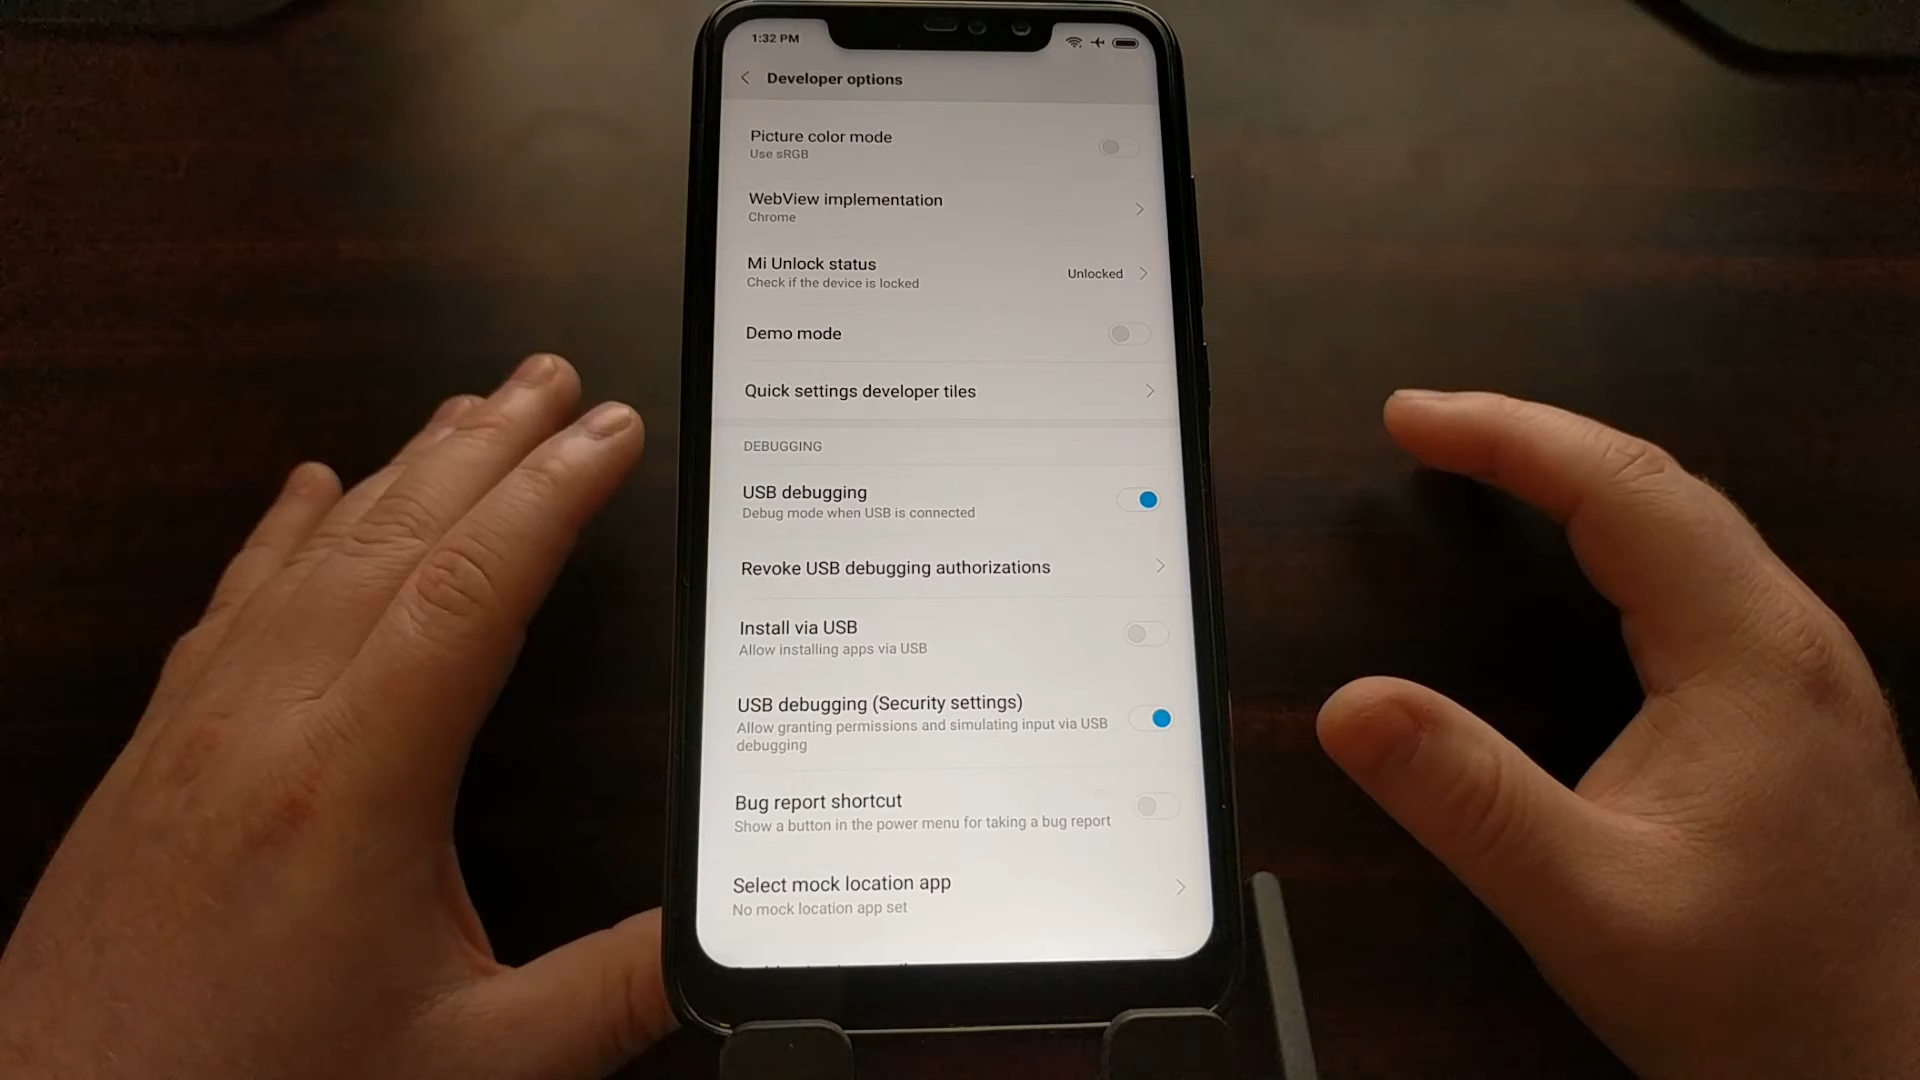 1:32 PM
Developer options
Picture color mode
Use sRGB
WebView implementation
Chrome
Mi Unlock status
Check if the device is locked
Unlocked
Demo mode
Quick settings developer tiles
DEBUGGING
USB debugging
Debug mode when USB is connected
Revoke USB debugging authorizations
Install via USB
Allow installing apps via USB
USB debugging (Security settings)
Allow granting permissions and simulating input via USB
debugging
Bug report shortcut
Show a button in the power menu for taking a bug report
Select mock location app
No mock location app set